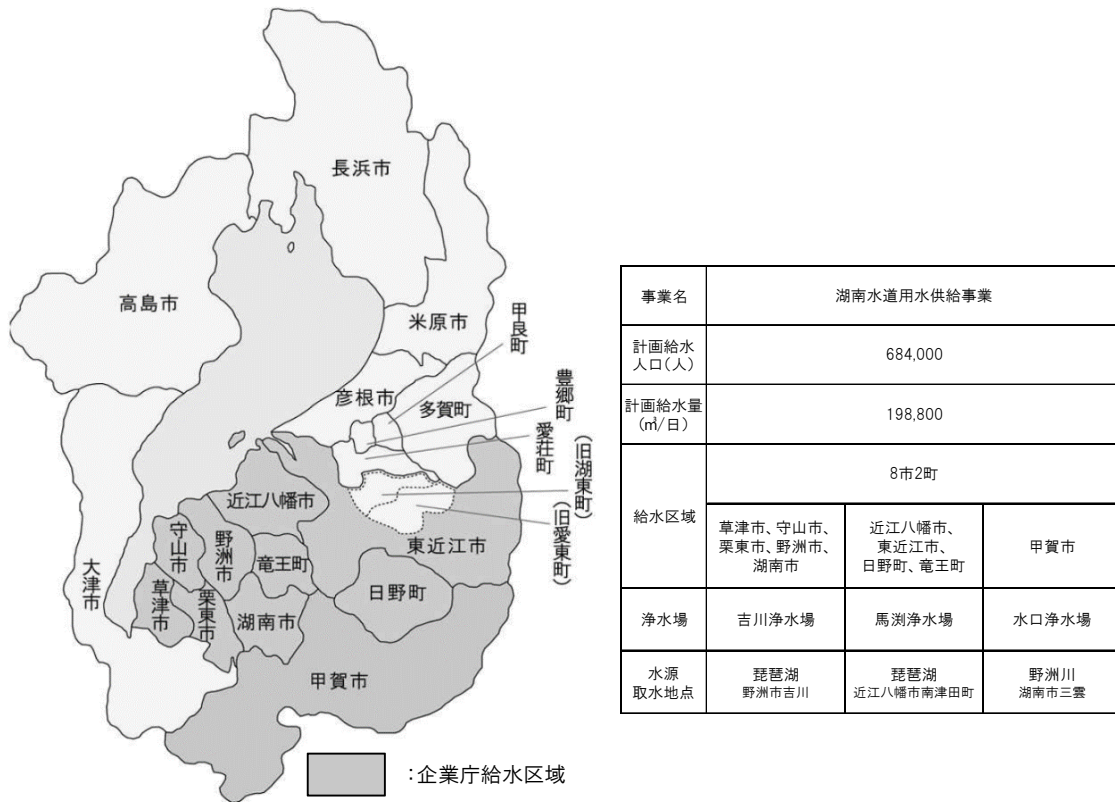 長浜市
高島市
米原市
甲良町
豊郷町
愛荘町
彦根市
多賀町
(旧湖東町)
(旧愛東町)
近江八幡市
東近江市
守山市
野洲市
竜王町
日野町
大津市
草津市
栗東市
湖南市
甲賀市
:企業庁給水区域
事業名 湖南水道用水供給事業
計画給水
人口(人) 684,000
計画給水量
(㎥/日) 198,800
給水区域
8市2町
草津市、守山市、
栗東市、野洲市、
湖南市
近江八幡市、
東近江市、
日野町、竜王町
甲賀市
浄水場 吉川浄水場 馬渕浄水場 水口浄水場
水源
取水地点
琵琶湖
野洲市吉川
琵琶湖
近江八幡市南津田町
野洲川
湖南市三雲